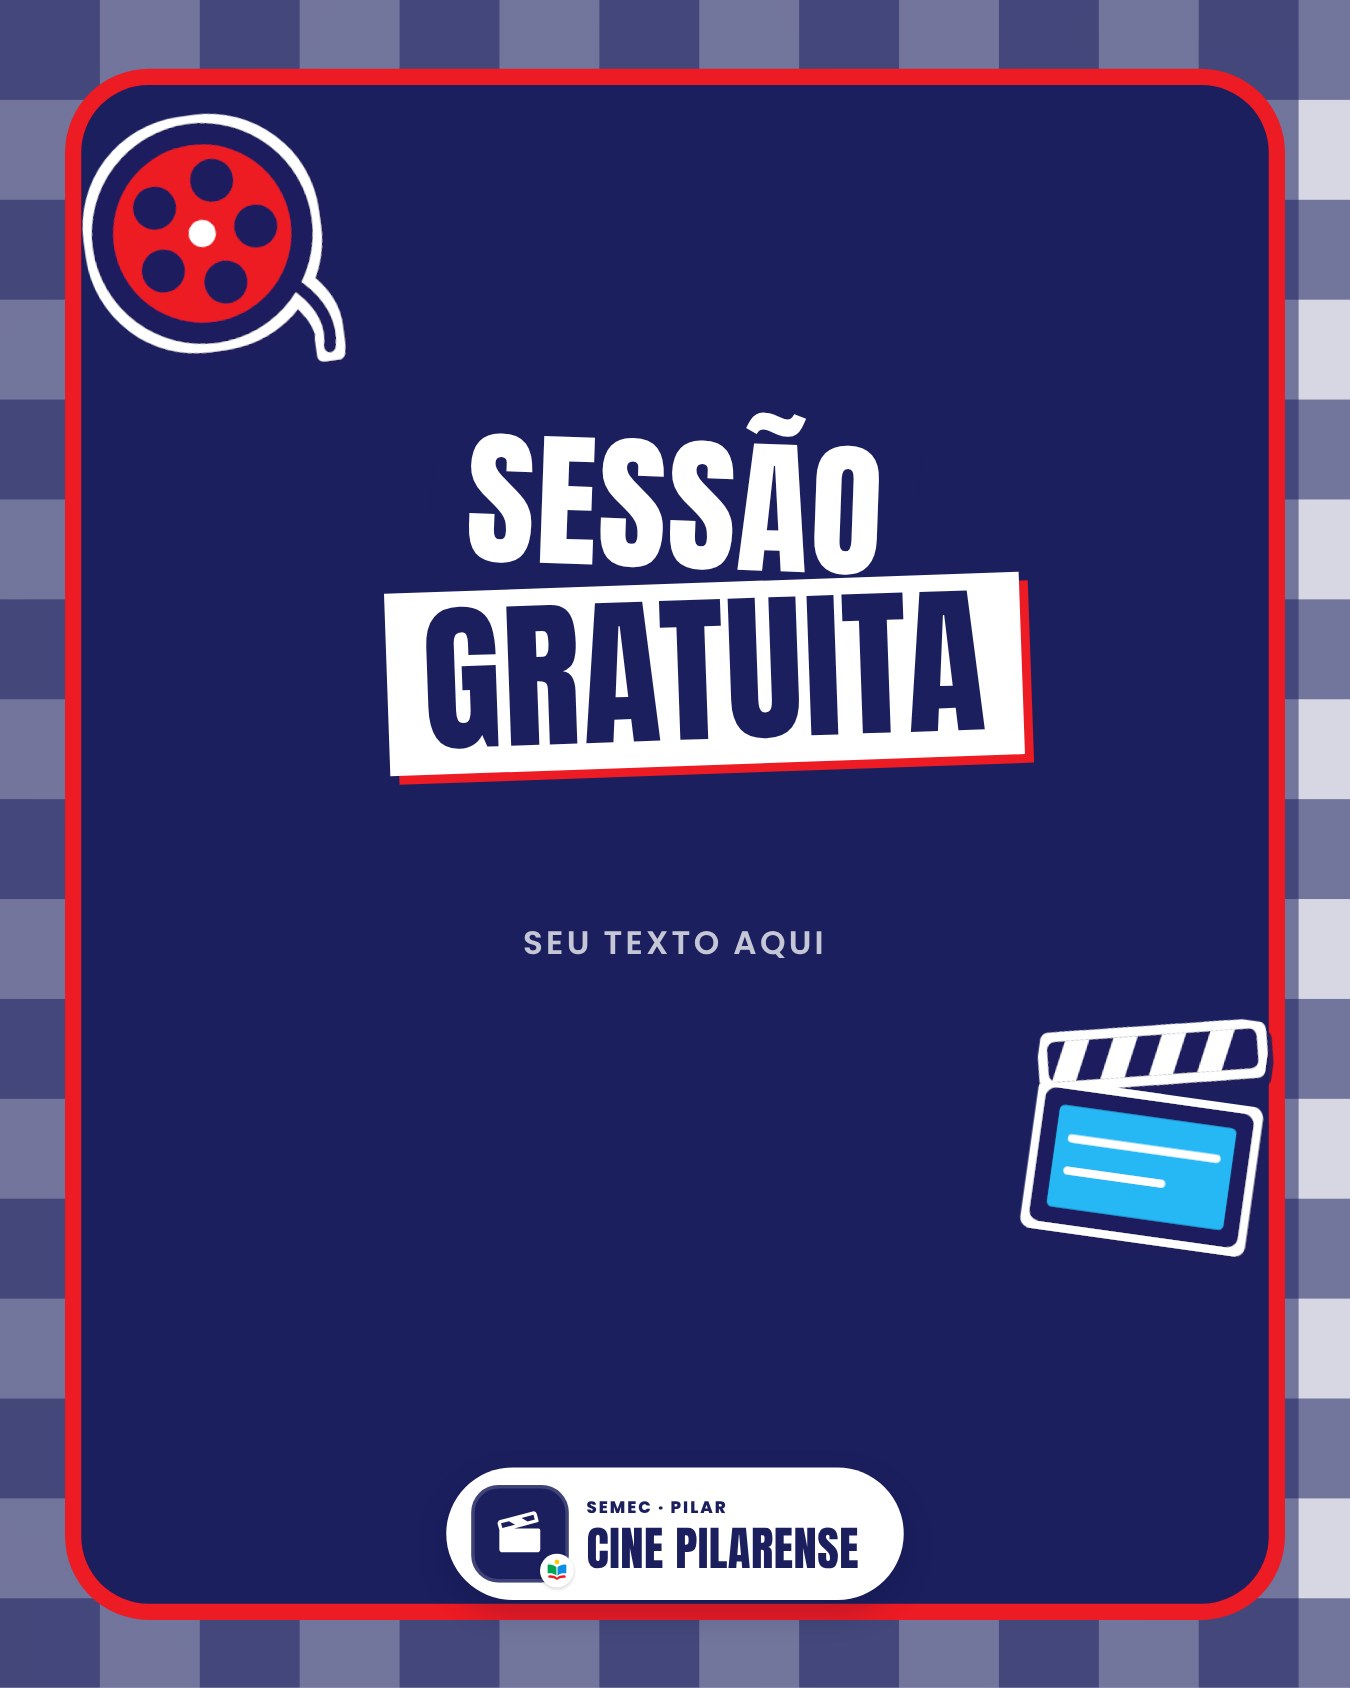 SESSÃO
GRATUITA
SEU TEXTO AQUI
SEMEC · PILAR
CINE PILARENSE